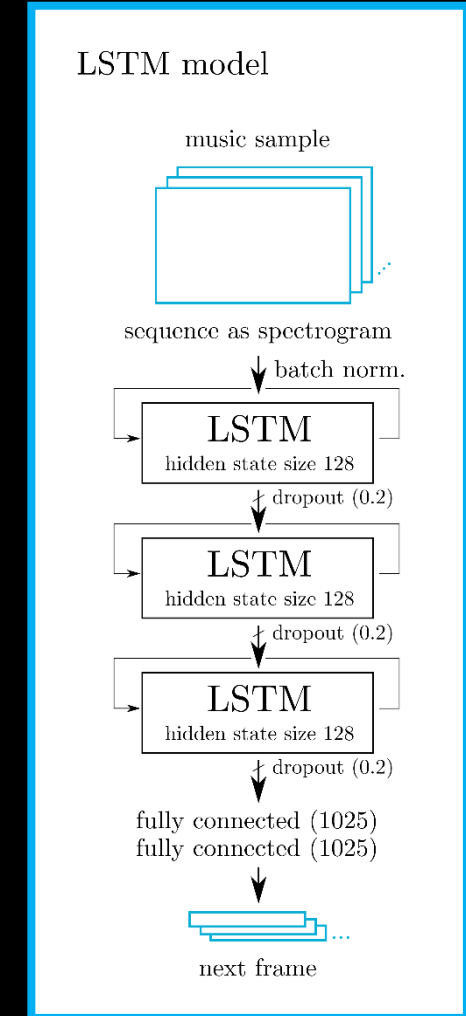 LSTM model
music sample
sequence as spectrogram
batch norm.
LSTM
hidden state size 128
dropout (0.2)
LSTM
hidden state size 128
dropout (0.2)
LSTM
hidden state size 128
dropout (0.2)
fully connected (1025)
fully connected (1025)
next frame